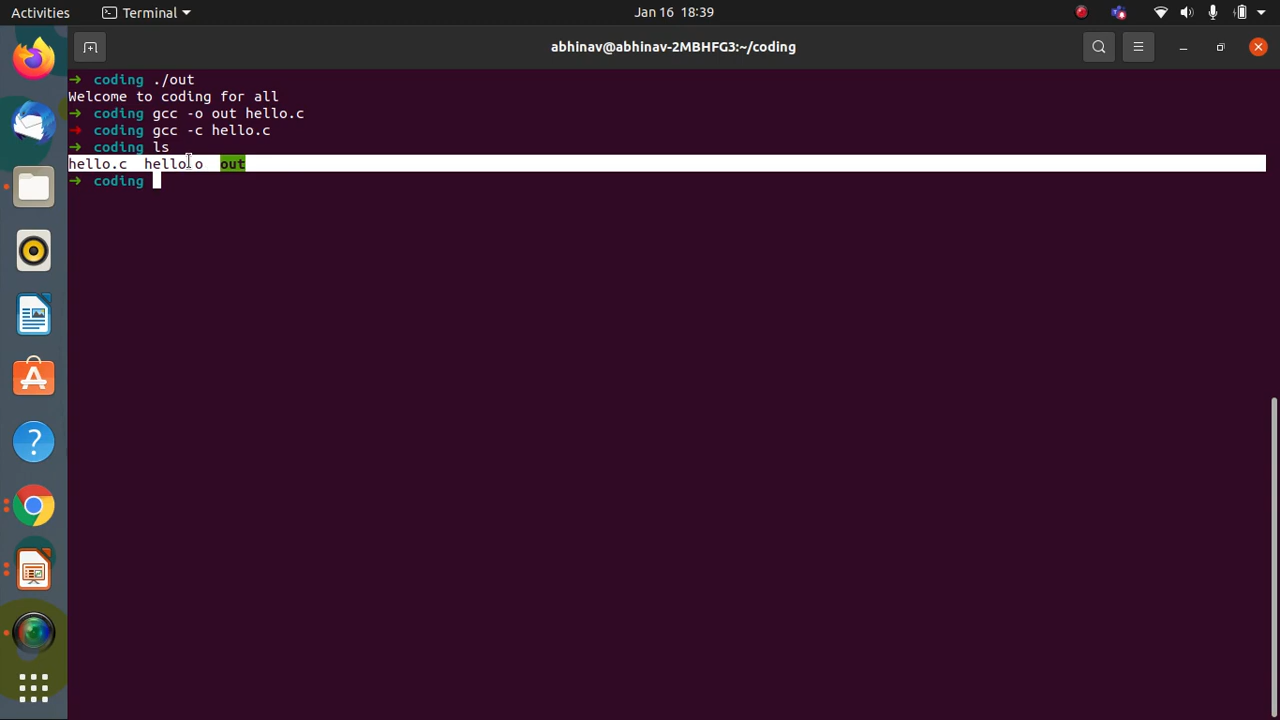 Activities Terminal Jan 16 18:39
abhinav@abhinav-2MBHFG3:~/coding
➜ coding ./out
Welcome to coding for all
➜ coding gcc -o out hello.c
➜ coding gcc -c hello.c
➜ coding ls
hello.c hello.o out
➜ coding